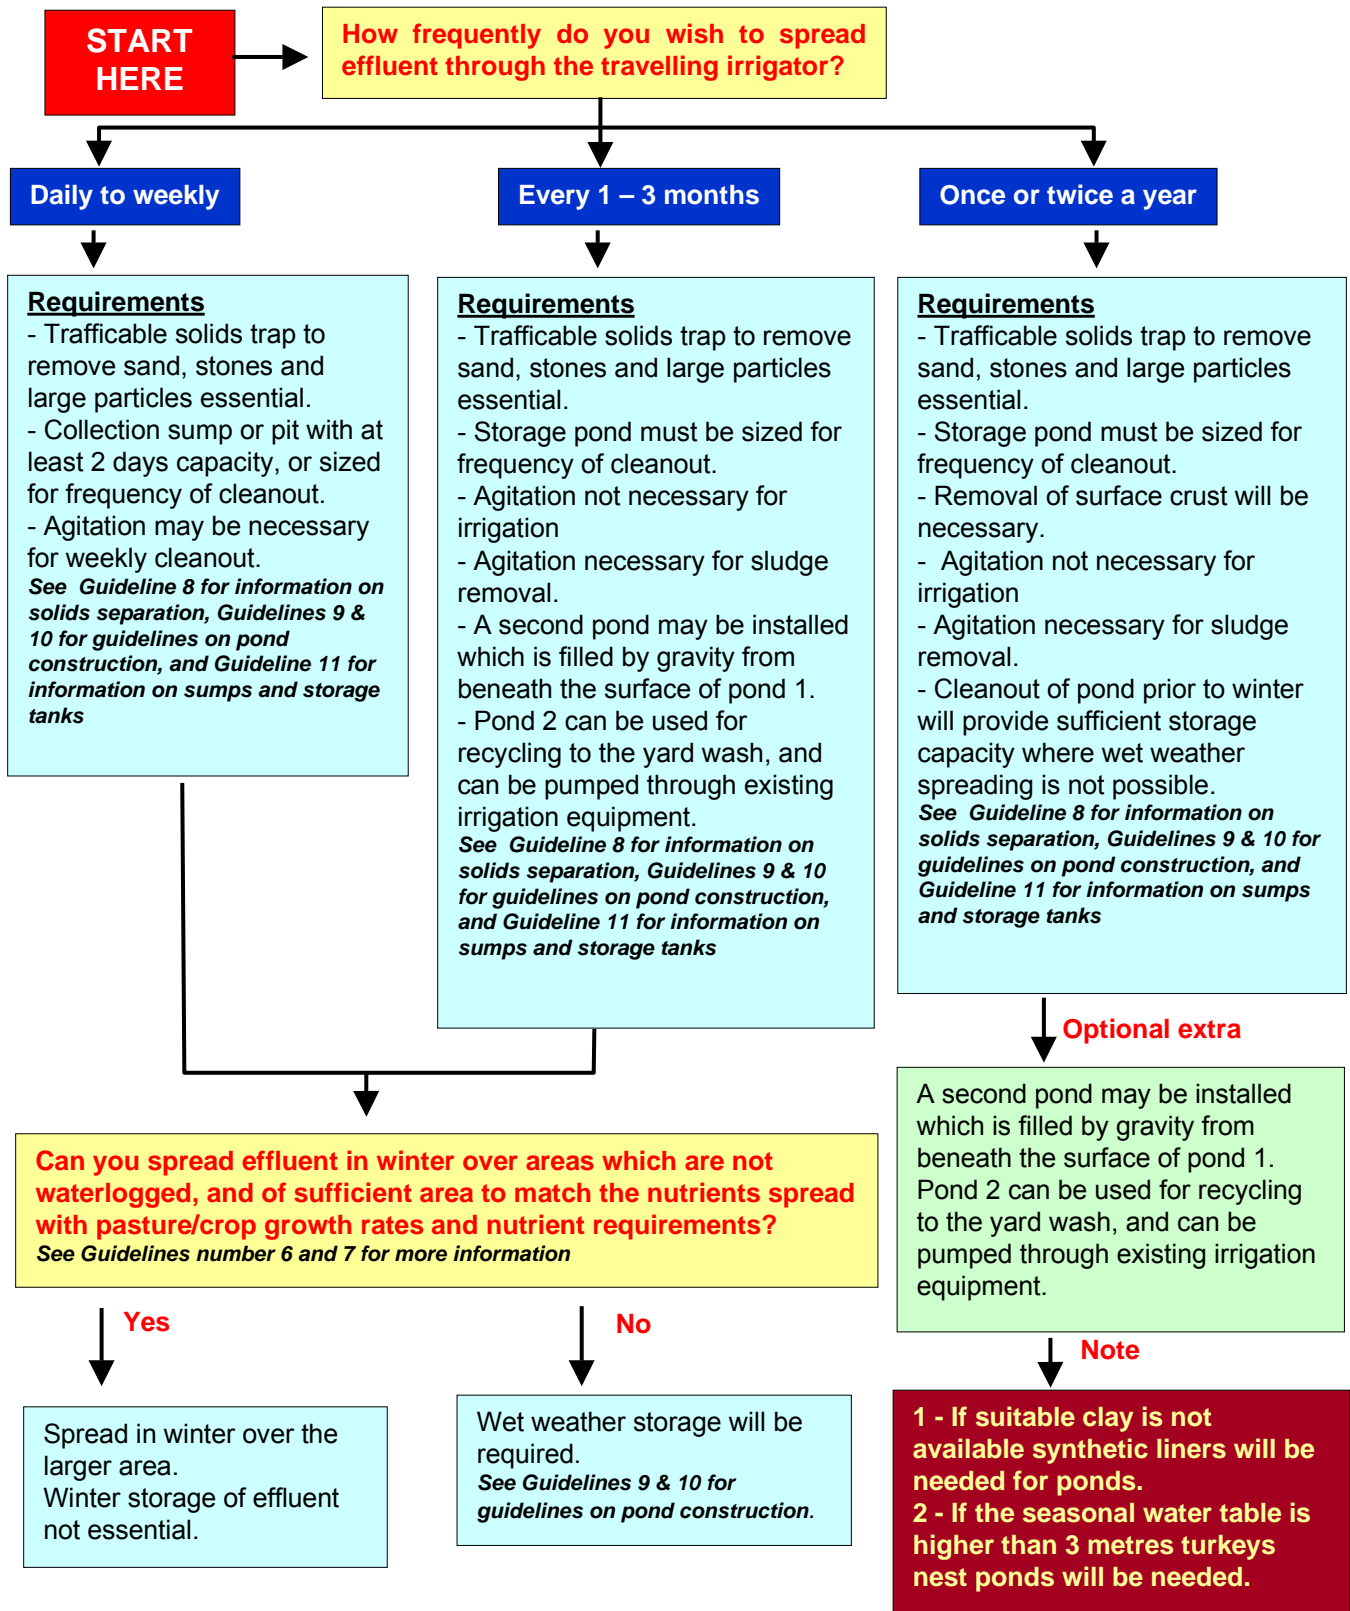 START
HERE
How frequently do you wish to spread
effluent through the travelling irrigator?
Daily to weekly
Every 1 – 3 months
Once or twice a year
Requirements
- Trafficable solids trap to
remove sand, stones and
large particles essential.
- Collection sump or pit with at
least 2 days capacity, or sized
for frequency of cleanout.
- Agitation may be necessary
for weekly cleanout.
See Guideline 8 for information on
solids separation, Guidelines 9 &
10 for guidelines on pond
construction, and Guideline 11 for
information on sumps and storage
tanks
Requirements
- Trafficable solids trap to remove
sand, stones and large particles
essential.
- Storage pond must be sized for
frequency of cleanout.
- Agitation not necessary for
irrigation
- Agitation necessary for sludge
removal.
- A second pond may be installed
which is filled by gravity from
beneath the surface of pond 1.
- Pond 2 can be used for
recycling to the yard wash, and
can be pumped through existing
irrigation equipment.
See Guideline 8 for information on
solids separation, Guidelines 9 & 10
for guidelines on pond construction,
and Guideline 11 for information on
sumps and storage tanks
Requirements
- Trafficable solids trap to remove
sand, stones and large particles
essential.
- Storage pond must be sized for
frequency of cleanout.
- Removal of surface crust will be
necessary.
- Agitation not necessary for
irrigation
- Agitation necessary for sludge
removal.
- Cleanout of pond prior to winter
will provide sufficient storage
capacity where wet weather
spreading is not possible.
See Guideline 8 for information on
solids separation, Guidelines 9 & 10 for
guidelines on pond construction, and
Guideline 11 for information on sumps
and storage tanks
Optional extra
A second pond may be installed
which is filled by gravity from
beneath the surface of pond 1.
Pond 2 can be used for recycling
to the yard wash, and can be
pumped through existing irrigation
equipment.
Can you spread effluent in winter over areas which are not
waterlogged, and of sufficient area to match the nutrients spread
with pasture/crop growth rates and nutrient requirements?
See Guidelines number 6 and 7 for more information
Yes
No
Note
Spread in winter over the
larger area.
Winter storage of effluent
not essential.
Wet weather storage will be
required.
See Guidelines 9 & 10 for
guidelines on pond construction.
1 - If suitable clay is not
available synthetic liners will be
needed for ponds.
2 - If the seasonal water table is
higher than 3 metres turkeys
nest ponds will be needed.